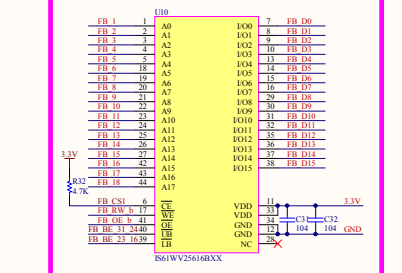 U10
FB_1 1 A0 I/O0 7 FB_D0
FB_2 2 A1 I/O1 8 FB_D1
FB_3 3 A2 I/O2 9 FB_D2
FB_4 4 A3 I/O3 10 FB_D3
FB_5 5 A4 I/O4 13 FB_D4
FB_6 18 A5 I/O5 14 FB_D5
FB_7 19 A6 I/O6 15 FB_D6
FB_8 20 A7 I/O7 16 FB_D7
FB_9 21 A8 I/O8 29 FB_D8
FB_10 22 A9 I/O9 30 FB_D9
FB_11 23 A10 I/O10 31 FB_D10
FB_12 24 A11 I/O11 32 FB_D11
FB_13 25 A12 I/O12 35 FB_D12
FB_14 26 A13 I/O13 36 FB_D13
3.3V FB_15 27 A14 I/O14 37 FB_D14
FB_16 42 A15 I/O15 38 FB_D15
FB_17 43 A16
R32 FB_18 44 A17
4.7K
FB_CS1 6 CE VDD 11 3.3V
FB_RW_b 17 WE VDD 33 C31 C32
FB_OE_b 41 OE GND 34 104 104
FB_BE_31_24 40 UB GND 12 GND
FB_BE_23_16 39 LB NC 28
IS61WV25616BXX